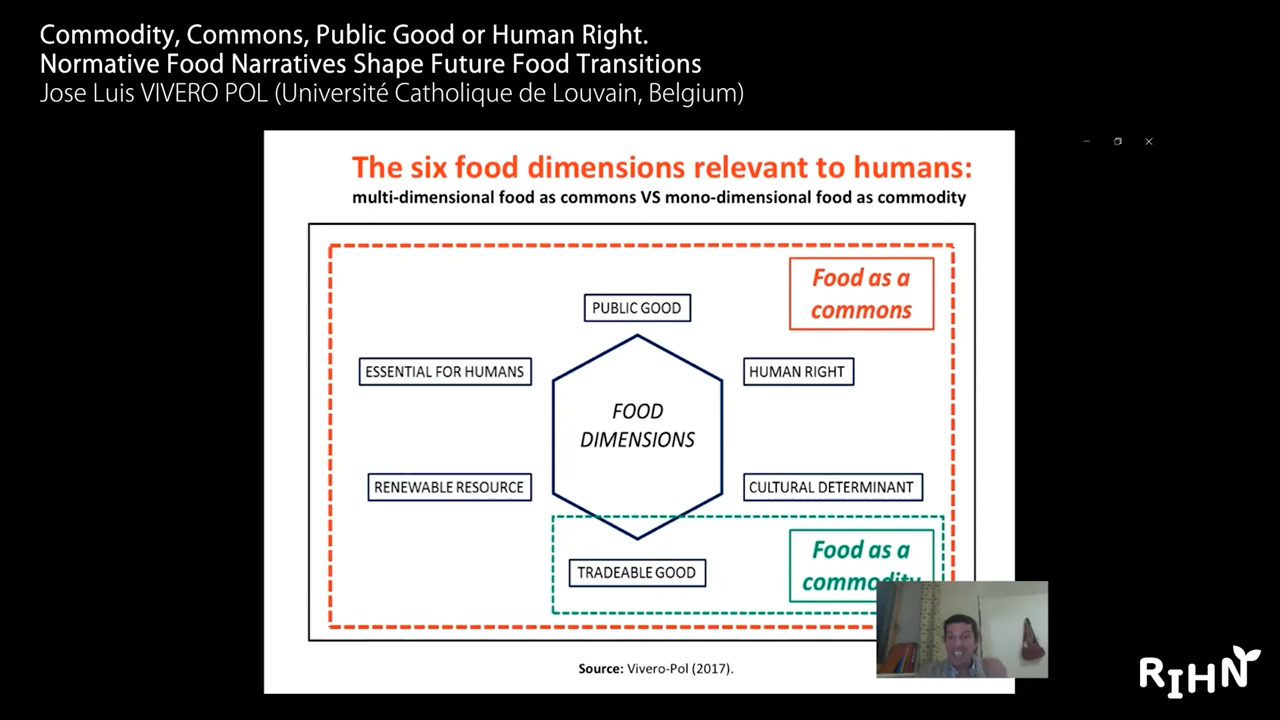 Commodity, Commons, Public Good or Human Right.
Normative Food Narratives Shape Future Food Transitions
Jose Luis VIVERO POL (Université Catholique de Louvain, Belgium)
The six food dimensions relevant to humans:
multi-dimensional food as commons VS mono-dimensional food as commodity
Food as a
commons
PUBLIC GOOD
ESSENTIAL FOR HUMANS
HUMAN RIGHT
FOOD
DIMENSIONS
RENEWABLE RESOURCE
CULTURAL DETERMINANT
Food as a
commodity
TRADEABLE GOOD
Source: Vivero-Pol (2017).
RIHN